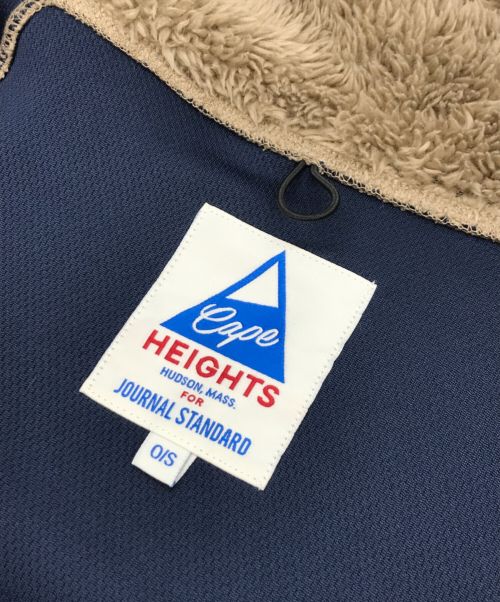 Cape
HEIGHTS
HUDSON, MASS.
FOR
JOURNAL STANDARD
O/S